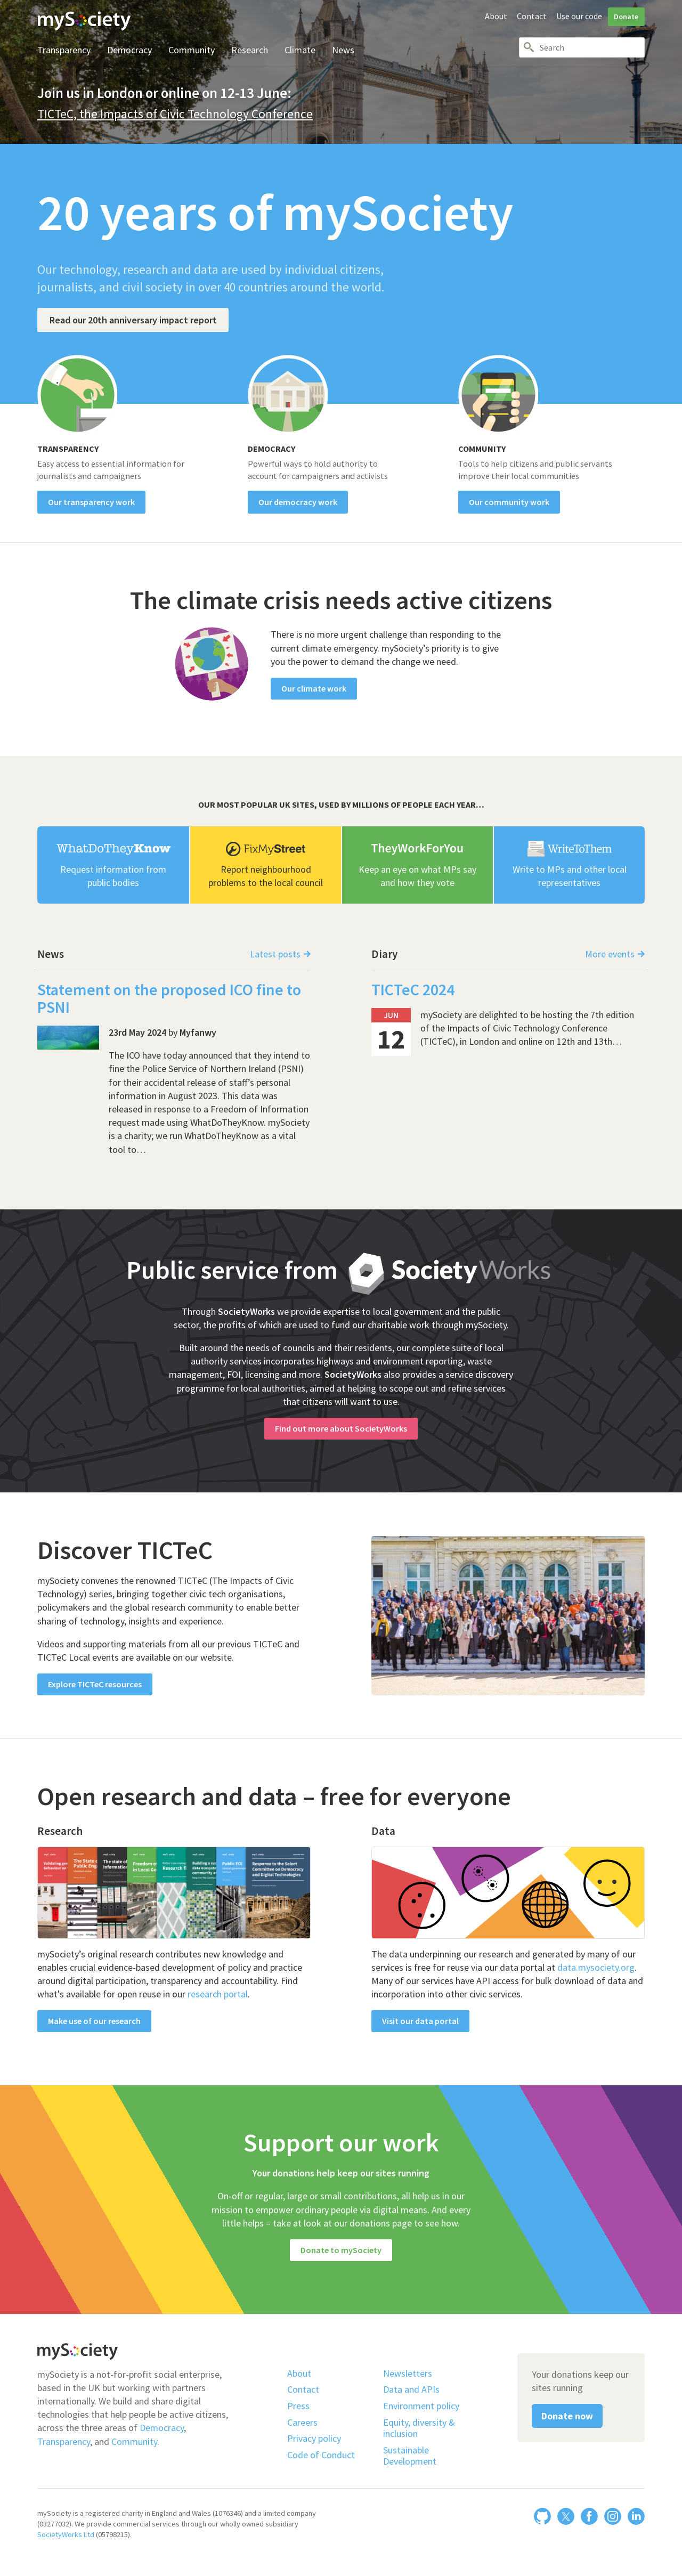 mySociety
About Contact Use our code Donate
Transparency Democracy Community Research Climate News
Search
Join us in London or online on 12-13 June:
TICTeC, the Impacts of Civic Technology Conference
20 years of mySociety
Our technology, research and data are used by individual citizens,
journalists, and civil society in over 40 countries around the world.
Read our 20th anniversary impact report
TRANSPARENCY
Easy access to essential information for
journalists and campaigners
Our transparency work
DEMOCRACY
Powerful ways to hold authority to
account for campaigners and activists
Our democracy work
COMMUNITY
Tools to help citizens and public servants
improve their local communities
Our community work
The climate crisis needs active citizens
There is no more urgent challenge than responding to the
current climate emergency. mySociety's priority is to give
you the power to demand the change we need.
Our climate work
OUR MOST POPULAR UK SITES, USED BY MILLIONS OF PEOPLE EACH YEAR…
WhatDoTheyKnow
Request information from
public bodies
FixMyStreet
Report neighbourhood
problems to the local council
TheyWorkForYou
Keep an eye on what MPs say
and how they vote
WriteToThem
Write to MPs and other local
representatives
News
Latest posts →
Statement on the proposed ICO fine to
PSNI
23rd May 2024 by Myfanwy
The ICO have today announced that they intend to
fine the Police Service of Northern Ireland (PSNI)
for their accidental release of staff's personal
information in August 2023. This data was
released in response to a Freedom of Information
request made using WhatDoTheyKnow. mySociety
is a charity; we run WhatDoTheyKnow as a vital
tool to…
Diary
More events →
TICTeC 2024
JUN
12
mySociety are delighted to be hosting the 7th edition
of the Impacts of Civic Technology Conference
(TICTeC), in London and online on 12th and 13th…
Public service from SocietyWorks
Through SocietyWorks we provide expertise to local government and the public
sector, the profits of which are used to fund our charitable work through mySociety.
Built around the needs of councils and their residents, our complete suite of local
authority services incorporates highways and environment reporting, waste
management, FOI, licensing and more. SocietyWorks also provides a service discovery
programme for local authorities, aimed at helping to scope out and refine services
that citizens will want to use.
Find out more about SocietyWorks
Discover TICTeC
mySociety convenes the renowned TICTeC (The Impacts of Civic
Technology) series, bringing together civic tech organisations,
policymakers and the global research community to enable better
sharing of technology, insights and experience.
Videos and supporting materials from all our previous TICTeC and
TICTeC Local events are available on our website.
Explore TICTeC resources
Open research and data – free for everyone
Research
mySociety's original research contributes new knowledge and
enables crucial evidence-based development of policy and practice
around digital participation, transparency and accountability. Find
what's available for open reuse in our research portal.
Make use of our research
Data
The data underpinning our research and generated by many of our
services is free for reuse via our data portal at data.mysociety.org.
Many of our services have API access for bulk download of data and
incorporation into other civic services.
Visit our data portal
Support our work
Your donations help keep our sites running
On-off or regular, large or small contributions, all help us in our
mission to empower ordinary people via digital means. And every
little helps – take at look at our donations page to see how.
Donate to mySociety
mySociety
mySociety is a not-for-profit social enterprise,
based in the UK but working with partners
internationally. We build and share digital
technologies that help people be active citizens,
across the three areas of Democracy,
Transparency, and Community.
About
Contact
Press
Careers
Privacy policy
Code of Conduct
Newsletters
Data and APIs
Environment policy
Equity, diversity &
inclusion
Sustainable
Development
Your donations keep our
sites running
Donate now
mySociety is a registered charity in England and Wales (1076346) and a limited company
(03277032). We provide commercial services through our wholly owned subsidiary
SocietyWorks Ltd (05798215).